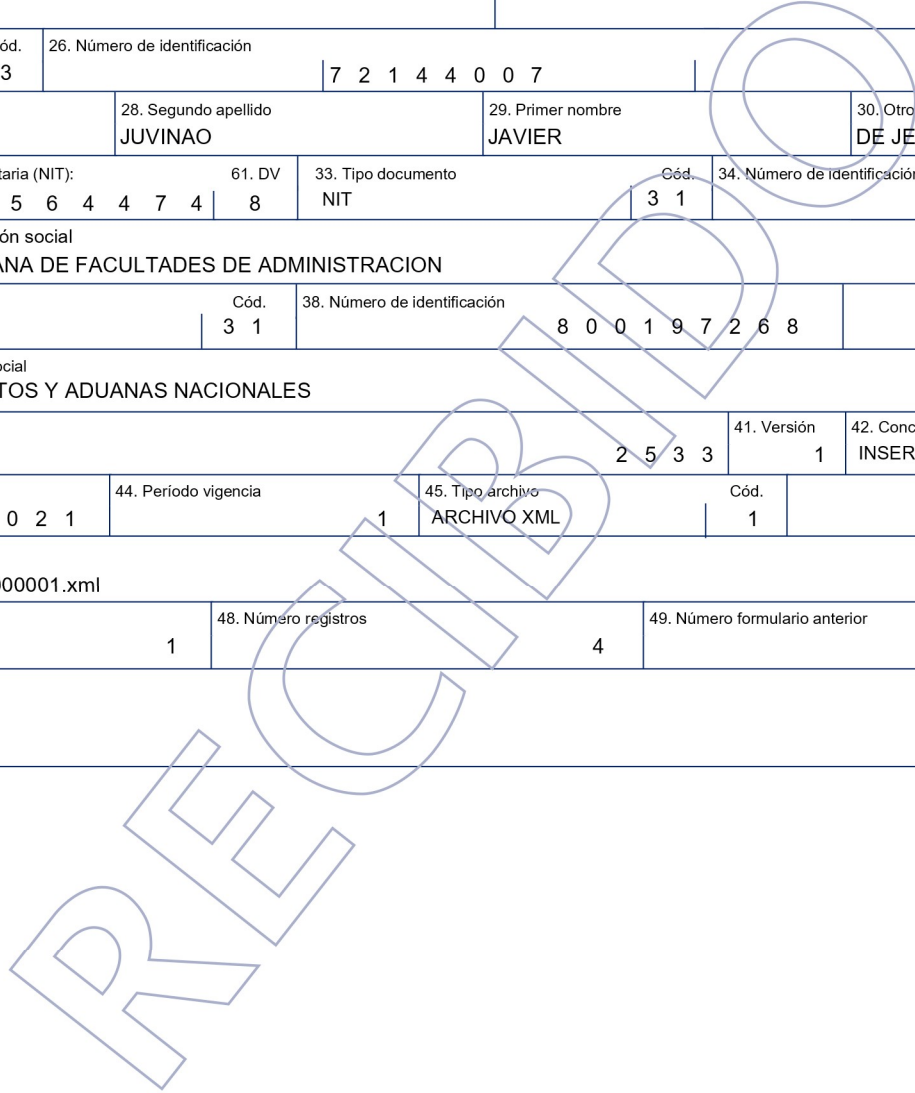 ód. 26. Número de identificación
3 7 2 1 4 4 0 0 7
28. Segundo apellido 29. Primer nombre 30. Otro
JUVINAO JAVIER DE JE
taria (NIT): 61. DV 33. Tipo documento Cód. 34. Número de identificación
5 6 4 4 7 4 8 NIT 3 1
ón social
ANA DE FACULTADES DE ADMINISTRACION
Cód. 38. Número de identificación
3 1 8 0 0 1 9 7 2 6 8
ocial
TOS Y ADUANAS NACIONALES
41. Versión 42. Conc
2 5 3 3 1 INSER
44. Período vigencia 45. Tipo archivo Cód.
0 2 1 1 ARCHIVO XML 1
000001.xml
48. Número registros 49. Número formulario anterior
1 4
RECIBIDO